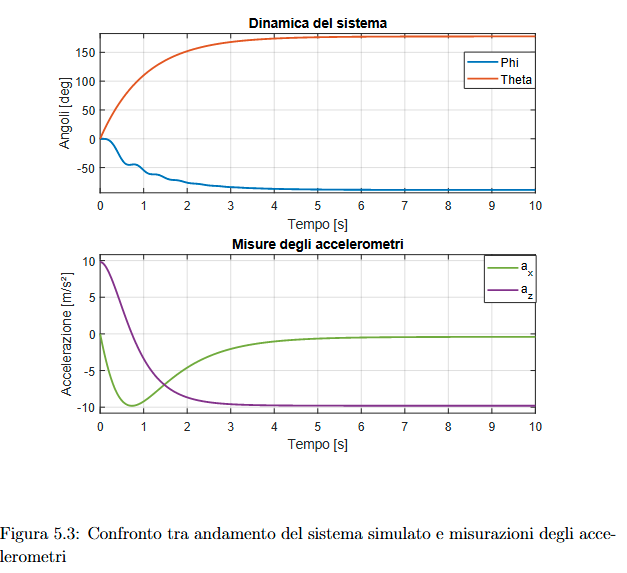 Dinamica del sistema
150
100
50
0
-50
Angoli [deg]
Phi
Theta
0 1 2 3 4 5 6 7 8 9 10
Tempo [s]
Misure degli accelerometri
10
5
0
-5
-10
Accelerazione [m/s²]
ax
az
0 1 2 3 4 5 6 7 8 9 10
Tempo [s]
Figura 5.3: Confronto tra andamento del sistema simulato e misurazioni degli acce-
lerometri